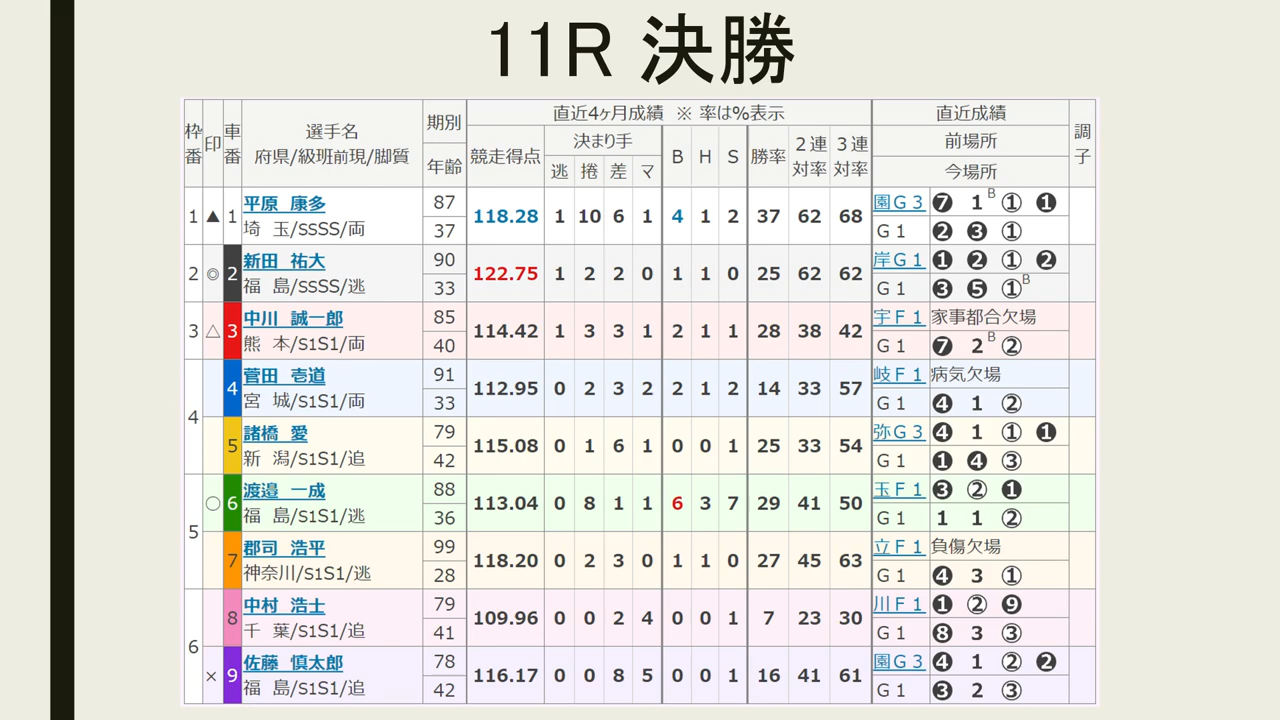 11R 決勝
枠番 印 車番 選手名 府県/級班前現/脚質 期別 年齢 直近4ヶ月成績 ※ 率は%表示 直近成績 調子
競走得点 決まり手 B H S 勝率 2連対率 3連対率 前場所
逃 捲 差 マ 今場所
1 ▲ 1 平原 康多 87 118.28 1 10 6 1 4 1 2 37 62 68 園G3 ❼ 1 B ① ❶
埼 玉/SSSS/両 37 G1 ❷ ❸ ①
2 ◎ 2 新田 祐大 90 122.75 1 2 2 0 1 1 0 25 62 62 岸G1 ❶ ❷ ① ❷
福 島/SSSS/逃 33 G1 ❸ ❺ ① B
3 △ 3 中川 誠一郎 85 114.42 1 3 3 1 2 1 1 28 38 42 宇F1 家事都合欠場
熊 本/S1S1/両 40 G1 ❼ 2 B ②
4 4 菅田 壱道 91 112.95 0 2 3 2 2 1 2 14 33 57 岐F1 病気欠場
宮 城/S1S1/両 33 G1 ❹ 1 ②
5 諸橋 愛 79 115.08 0 1 6 1 0 0 1 25 33 54 弥G3 ❹ 1 ① ❶
新 潟/S1S1/追 42 G1 ❶ ❹ ③
5 ○ 6 渡邉 一成 88 113.04 0 8 1 1 6 3 7 29 41 50 玉F1 ❸ ② ❶
福 島/S1S1/逃 36 G1 1 1 ②
7 郡司 浩平 99 118.20 0 2 3 0 1 1 0 27 45 63 立F1 負傷欠場
神奈川/S1S1/逃 28 G1 ❹ 3 ①
6 8 中村 浩士 79 109.96 0 0 2 4 0 0 1 7 23 30 川F1 ❶ ② ❾
千 葉/S1S1/追 41 G1 ❽ 3 ③
× 9 佐藤 慎太郎 78 116.17 0 0 8 5 0 0 1 16 41 61 園G3 ❹ 1 ② ❷
福 島/S1S1/追 42 G1 ❸ 2 ③